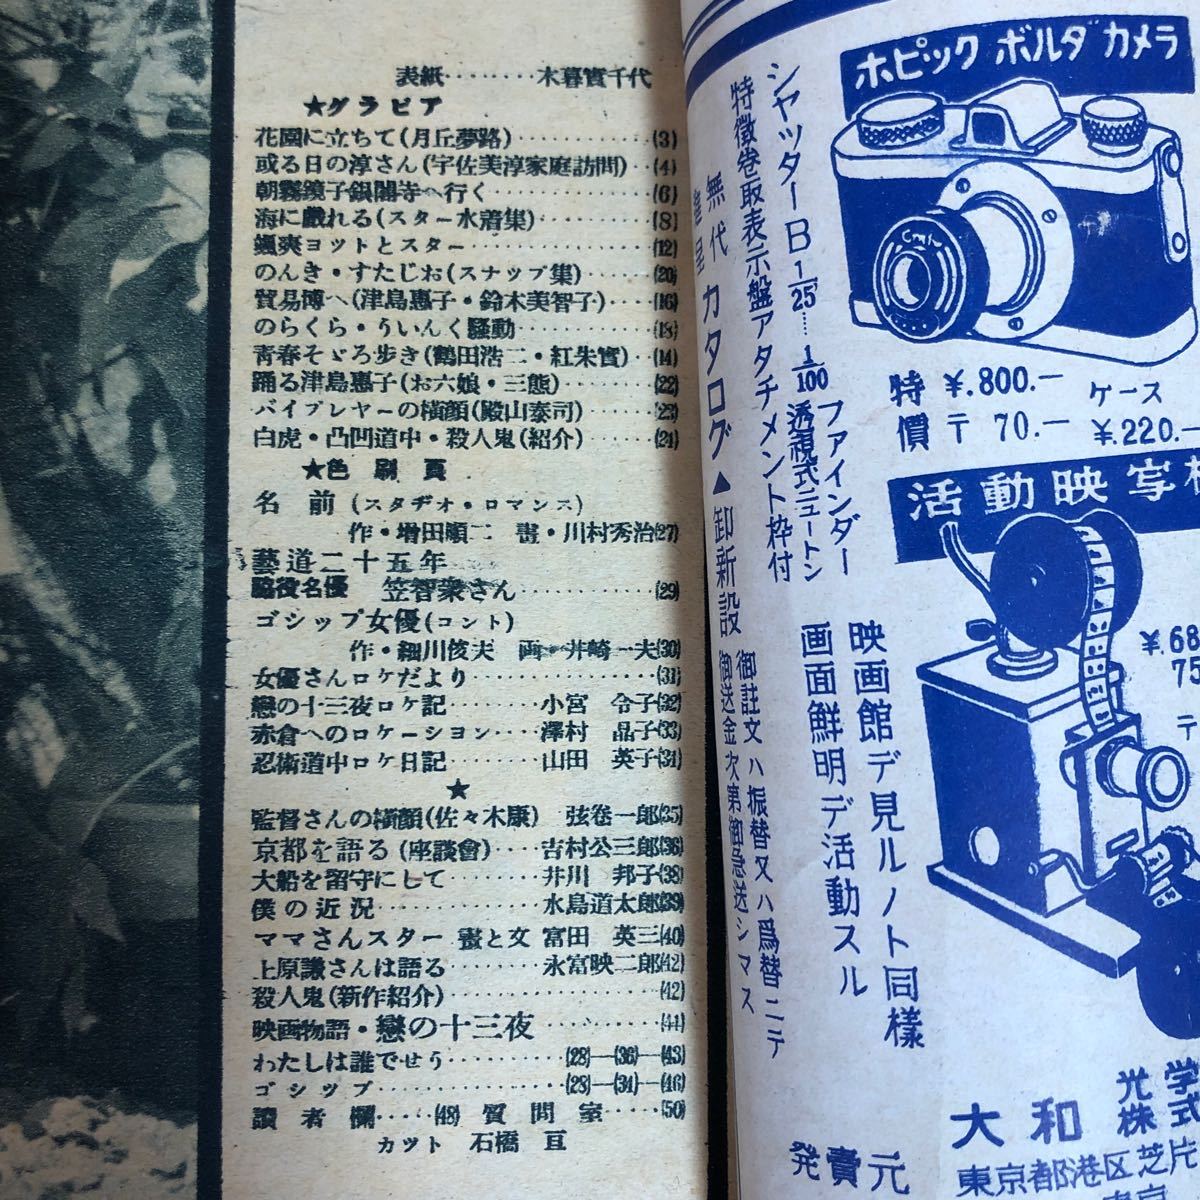 表紙‥‥‥‥木暮實千代
★グラビア
花園に立ちて(月丘夢路)‥‥‥‥‥(3)
或る日の淳さん(宇佐美淳家庭訪問)‥(4)
朝霧鏡子銀閣寺へ行く‥‥‥‥‥(6)
海に戯れる(スター水着集)‥‥‥‥(8)
颯爽ヨットとスター‥‥‥‥‥‥(12)
のんき・すたじお(スナップ集)‥‥‥(20)
貿易博へ(津島惠子・鈴木美智子)‥‥(16)
のらくら・ういんく騒動‥‥‥‥‥(18)
靑春そゞろ歩き(鶴田浩二・紅朱實)‥(14)
踊る津島惠子(お六娘・三態)‥‥‥(22)
バイプレヤーの横顔(殿山泰司)‥‥‥(23)
白虎・凸凹道中・殺人鬼(紹介)‥‥‥(24)
★色刷頁
名前(スタヂオ・ロマンス)
作・増田順二 畫・川村秀治(27)
藝道二十五年
脇役名優 笠智衆さん‥‥‥‥‥(29)
ゴシップ女優(コント)
作・細川俊夫 画・井崎一夫(30)
女優さんロケだより‥‥‥‥‥‥(31)
戀の十三夜ロケ記‥‥‥小宮 令子(32)
赤倉へのロケーション‥‥澤村 晶子(33)
忍術道中ロケ日記‥‥‥山田 英子(31)
★
監督さんの横顔(佐々木康) 弦巻一郎(35)
京都を語る(座談會)‥‥吉村公三郎(36)
大船を留守にして‥‥‥井川 邦子(38)
僕の近況‥‥‥‥‥‥水島道太郎(39)
ママさんスター 畫と文 富田 英三(40)
上原謙さんは語る‥‥‥永富映二郎(42)
殺人鬼(新作紹介)‥‥‥‥‥‥‥(42)
映画物語・戀の十三夜‥‥‥‥‥(44)
わたしは誰でせう‥‥‥‥(28)―(36)―(43)
ゴシップ‥‥‥‥‥‥‥(28)―(34)―(46)
讀者欄‥‥(48) 質問室‥‥‥(50)
カット 石橋 亘
ホピック ボルダ カメラ
シャッターB 1/25‥‥1/100 ファインダー透視式ニュートン
特徴巻取表示盤アタチメント枠付
無代 カタログ▲卸新設 御註文ハ振替又ハ爲替ニテ
御送金次第御急送シマス
特價 ¥.800.-
〒 70.-
ケース
¥.220.-
活動映写
¥.68
75
〒
映画館デ見ルノト同様
画面鮮明デ活動スル
発賣元
大和光学
株式
東京都港区芝片